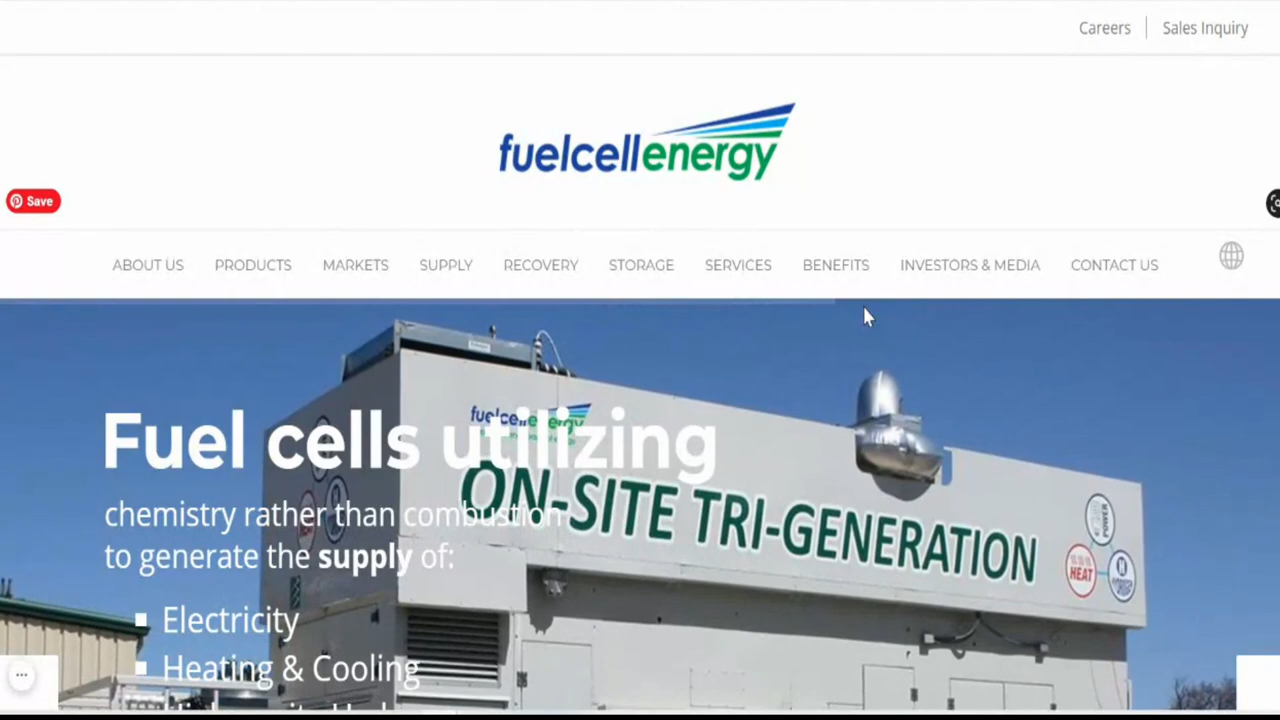 Careers Sales Inquiry
fuelcellenergy
Save
ABOUT US PRODUCTS MARKETS SUPPLY RECOVERY STORAGE SERVICES BENEFITS INVESTORS & MEDIA CONTACT US
fuelcellenergy
Fuel cells utilizing
ON-SITE TRI-GENERATION
chemistry rather than combustion
to generate the supply of:
POWER
HEAT
Electricity
Heating & Cooling